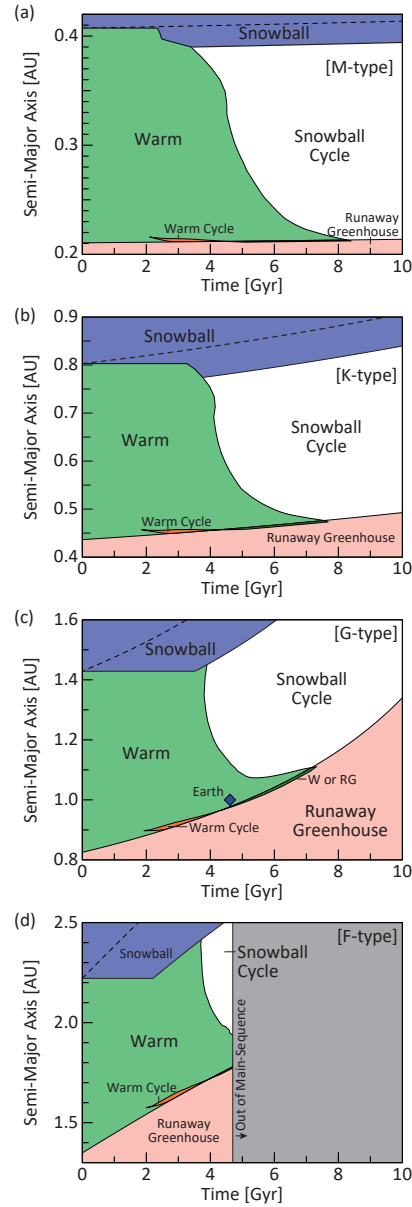 (a)
0.4
0.3
0.2
Semi-Major Axis [AU]
Snowball
[M-type]
Warm
Snowball
Cycle
Warm Cycle
Runaway
Greenhouse
0 2 4 6 8 10
Time [Gyr]
(b)
0.9
0.8
0.7
0.6
0.5
0.4
Semi-Major Axis [AU]
Snowball
[K-type]
Warm
Snowball
Cycle
Warm Cycle
Runaway Greenhouse
0 2 4 6 8 10
Time [Gyr]
(c)
1.6
1.4
1.2
1.0
0.8
Semi-Major Axis [AU]
Snowball
[G-type]
Snowball
Cycle
Warm
Earth
W or RG
Warm Cycle
Runaway
Greenhouse
0 2 4 6 8 10
Time [Gyr]
(d)
2.5
2.0
1.5
Semi-Major Axis [AU]
[F-type]
Snowball
Snowball
Cycle
Warm
Warm Cycle
Runaway
Greenhouse
Out of Main-Sequence
0 2 4 6 8 10
Time [Gyr]